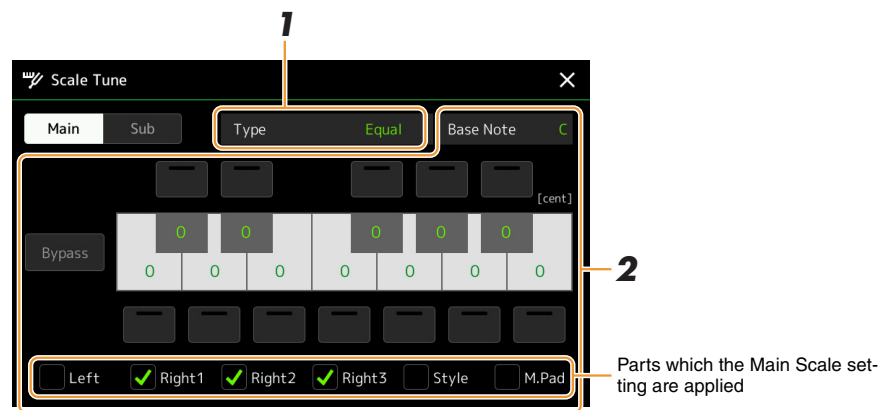 1
Scale Tune
Main Sub Type Equal Base Note C
[cent]
0 0 0 0 0
Bypass
0 0 0 0 0 0 0
2
Left Right1 Right2 Right3 Style M.Pad
Parts which the Main Scale set-
ting are applied